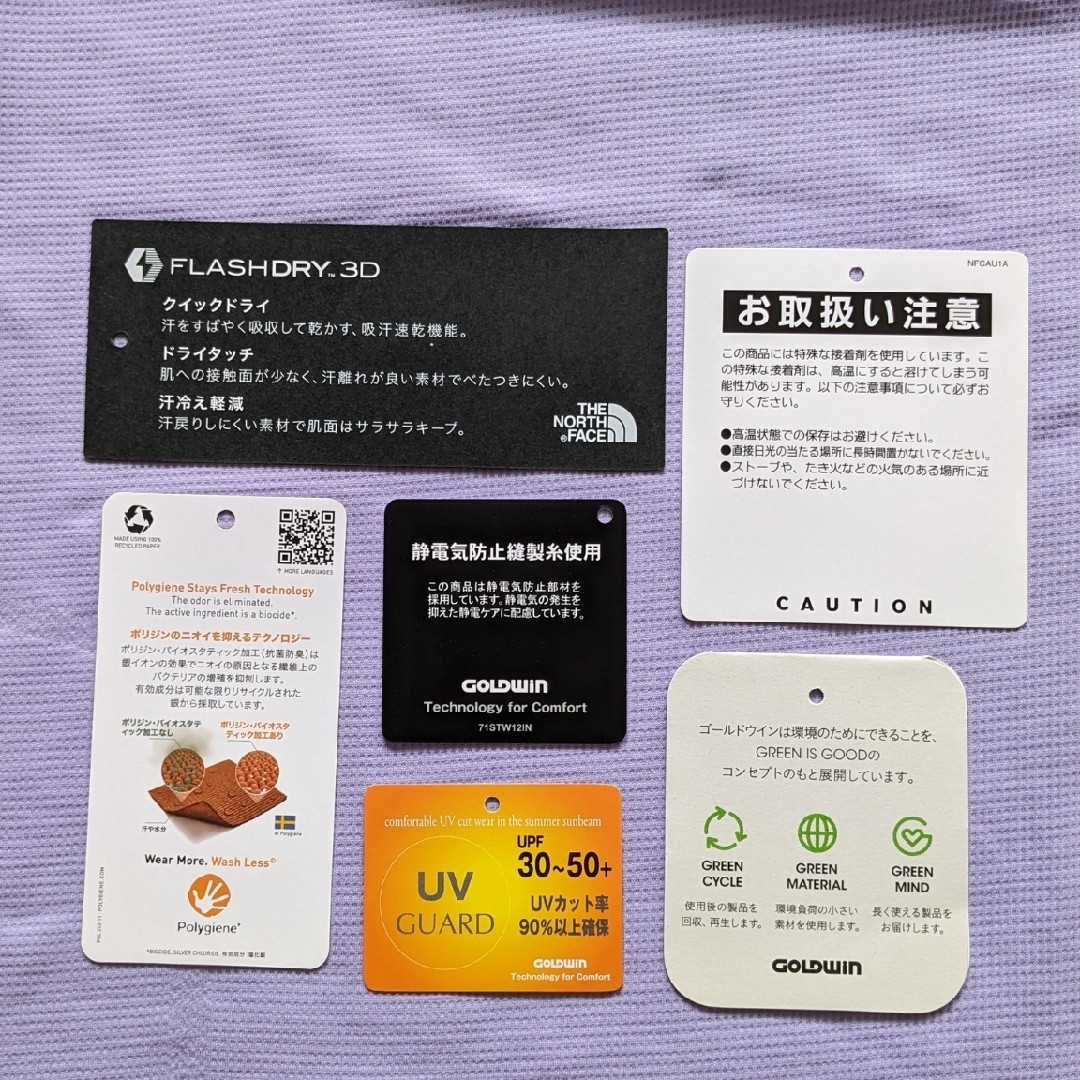 FLASHDRY™ 3D
クイックドライ
汗をすばやく吸収して乾かす、吸汗速乾機能。
ドライタッチ
肌への接触面が少なく、汗離れが良い素材でべたつきにくい。
汗冷え軽減
汗戻りしにくい素材で肌面はサラサラキープ。
THE
NORTH
FACE
NFCAU1A
お取扱い注意
この商品には特殊な接着剤を使用しています。こ
の特殊な接着剤は、高温にすると溶けてしまう可
能性があります。以下の注意事項について必ずお
守りください。
●高温状態での保存はお避けください。
●直接日光の当たる場所に長時間置かないでください。
●ストーブや、たき火などの火気のある場所に近
づけないでください。
CAUTION
MADE USING 100%
RECYCLED PAPER
↑ MORE LANGUAGES
Polygiene Stays Fresh Technology
The odor is eliminated.
The active ingredient is a biocide*.
ポリジンのニオイを抑えるテクノロジー
ポリジン・バイオスタティック加工(抗菌防臭)は
銀イオンの効果でニオイの原因となる繊維上の
バクテリアの増殖を抑制します。
有効成分は可能な限りリサイクルされた
銀から採取しています。
ポリジン・バイオスタテ
ィック加工なし
ポリジン・バイオスタ
ティック加工あり
汗や水分
© Polygiene
Wear More. Wash Less©
Polygiene®
POLYGIENE.COM
*BIOCIDE: SILVER CHLORIDE, 有効成分:塩化銀
静電気防止縫製糸使用
この商品は静電気防止部材を
採用しています。静電気の発生を
抑えた静電ケアに配慮しています。
GOLDWIN
Technology for Comfort
71STW12IN
comfortable UV cut wear in the summer sunbeam
UV
GUARD
UPF
30~50+
UVカット率
90%以上確保
GOLDWIN
Technology for Comfort
ゴールドウインは環境のためにできることを、
GREEN IS GOODの
コンセプトのもと展開しています。
GREEN
CYCLE
使用後の製品を
回収、再生します。
GREEN
MATERIAL
環境負荷の小さい
素材を使用します。
GREEN
MIND
長く使える製品を
お届けします。
GOLDWIN